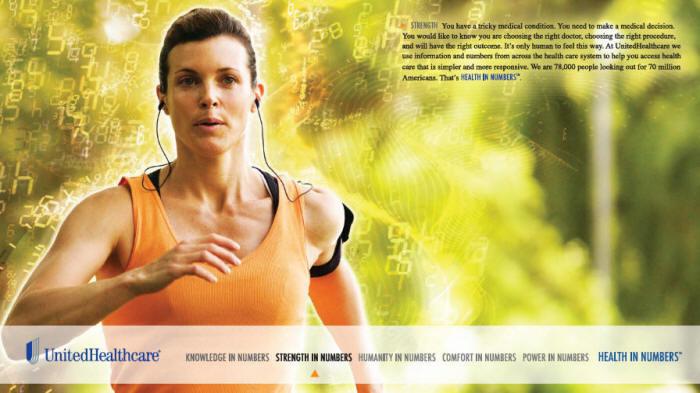 STRENGTH You have a tricky medical condition. You need to make a medical decision.
You would like to know you are choosing the right doctor, choosing the right procedure,
and will have the right outcome. It's only human to feel this way. At UnitedHealthcare we
use information and numbers from across the health care system to help you access health
care that is simpler and more responsive. We are 78,000 people looking out for 70 million
Americans. That's HEALTH IN NUMBERS℠.
UnitedHealthcare® KNOWLEDGE IN NUMBERS STRENGTH IN NUMBERS HUMANITY IN NUMBERS COMFORT IN NUMBERS POWER IN NUMBERS HEALTH IN NUMBERS℠